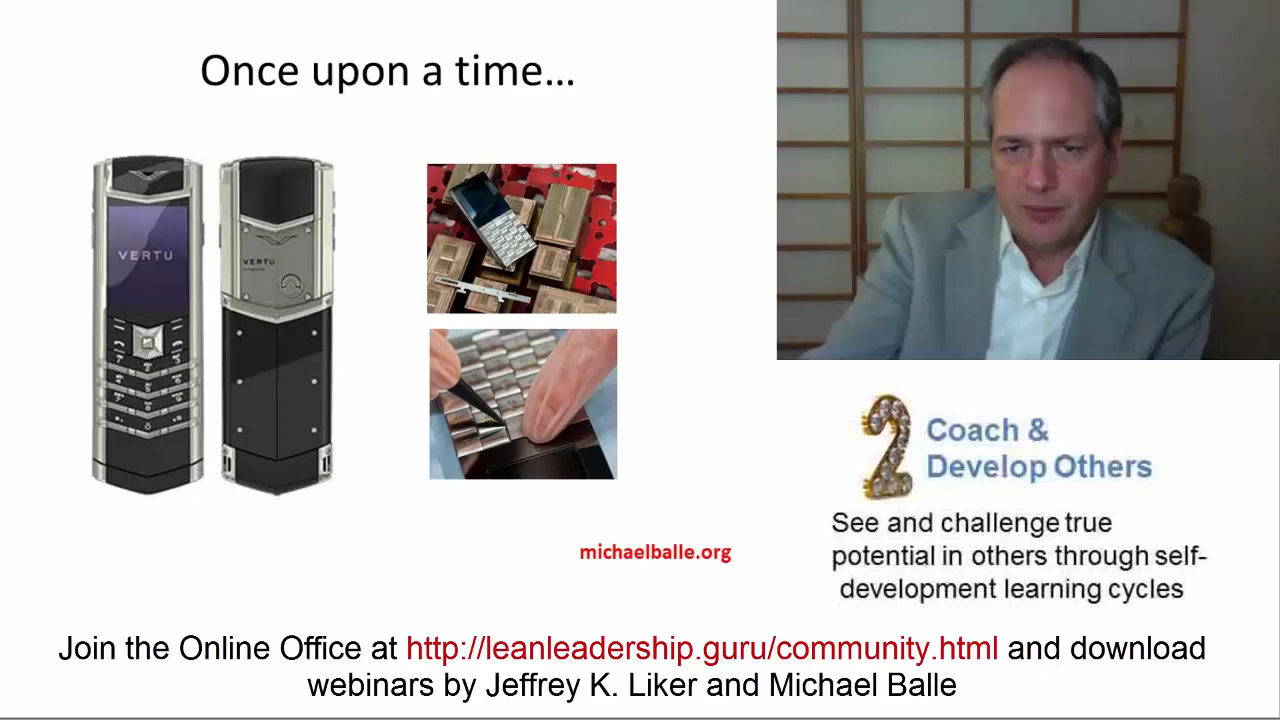 Once upon a time...
VERTU
VERTU
michaelballe.org
2 Coach &
Develop Others
See and challenge true
potential in others through self-
development learning cycles
Join the Online Office at http://leanleadership.guru/community.html and download
webinars by Jeffrey K. Liker and Michael Balle